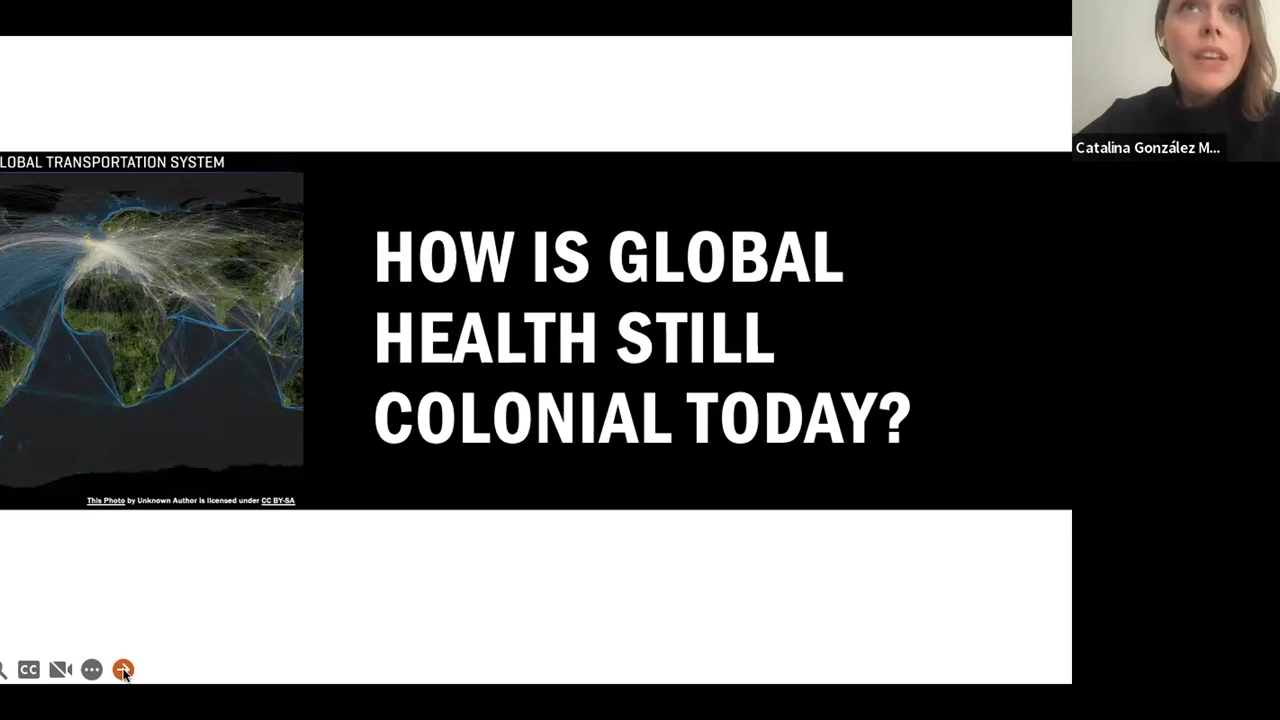 LOBAL TRANSPORTATION SYSTEM
HOW IS GLOBAL
HEALTH STILL
COLONIAL TODAY?
This Photo by Unknown Author is licensed under CC BY-SA
Catalina González M...
CC